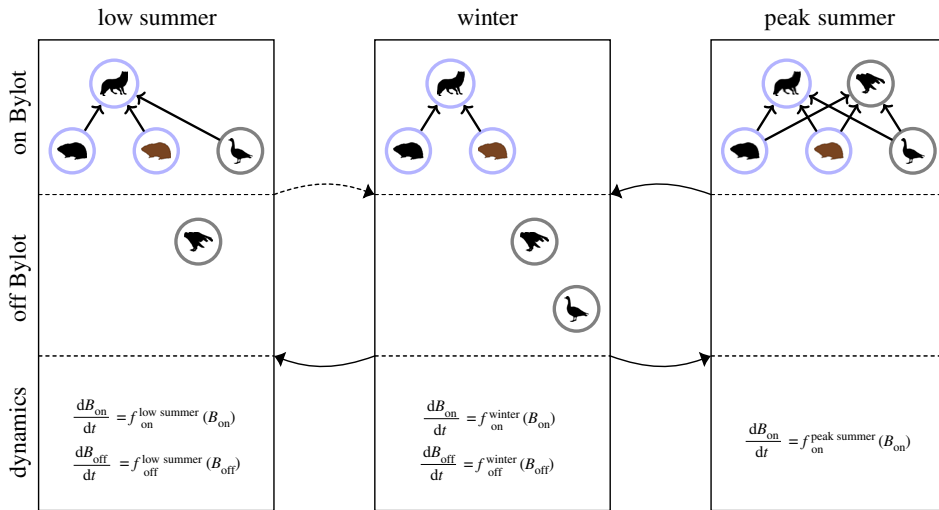 low summer
winter
peak summer
on Bylot
off Bylot
dynamics
dB_on/dt = f_on^low summer (B_on)
dB_off/dt = f_off^low summer (B_off)
dB_on/dt = f_on^winter (B_on)
dB_off/dt = f_off^winter (B_off)
dB_on/dt = f_on^peak summer (B_on)